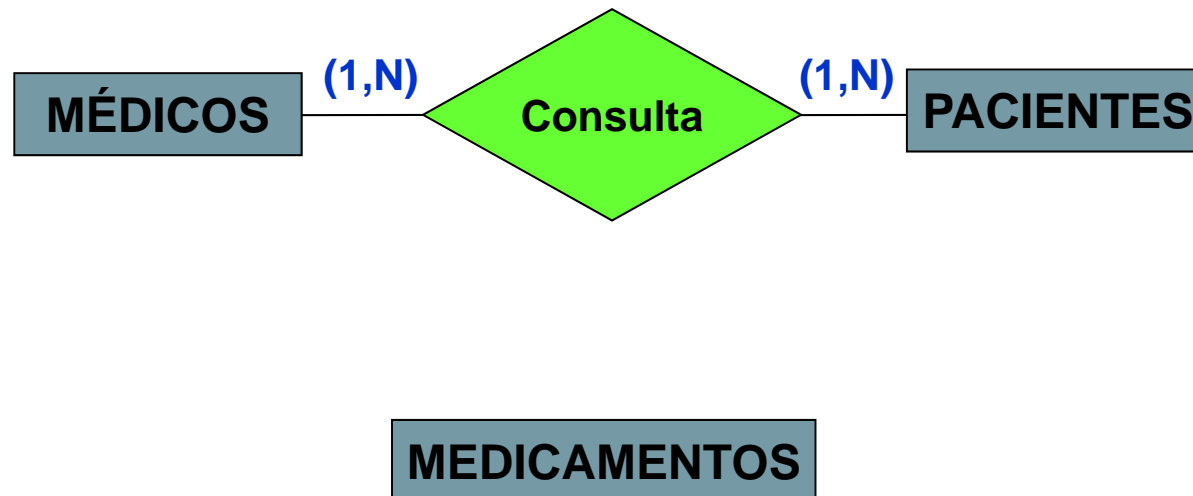 (1,N)
(1,N)
MÉDICOS
Consulta
PACIENTES
MEDICAMENTOS